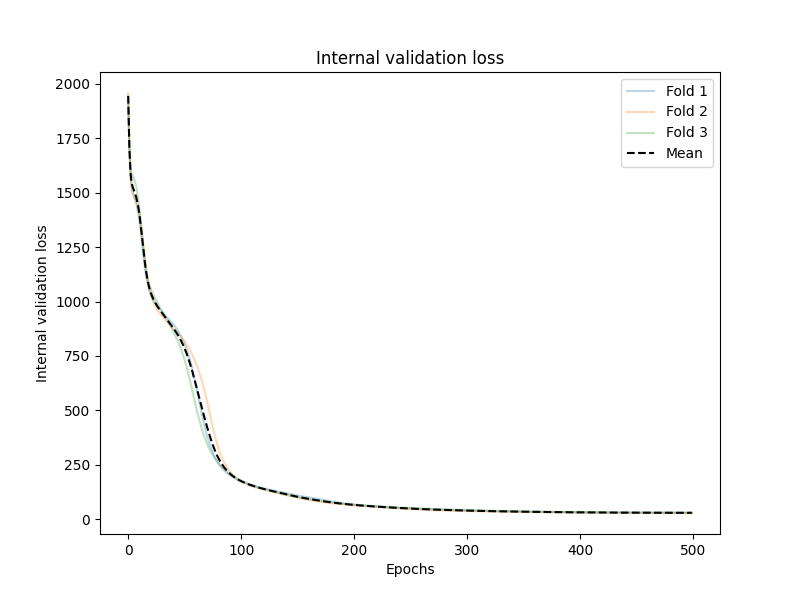 Internal validation loss
Fold 1
Fold 2
Fold 3
Mean
2000
1750
1500
1250
1000
750
500
250
0
Internal validation loss
0 100 200 300 400 500
Epochs